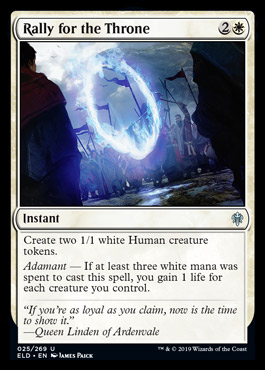 Rally for the Throne 2
Instant
Create two 1/1 white Human creature
tokens.
Adamant — If at least three white mana was
spent to cast this spell, you gain 1 life for
each creature you control.
“If you’re as loyal as you claim, now is the time
to show it.”
—Queen Linden of Ardenvale
025/269 U
ELD • EN James Paick
™ & © 2019 Wizards of the Coast